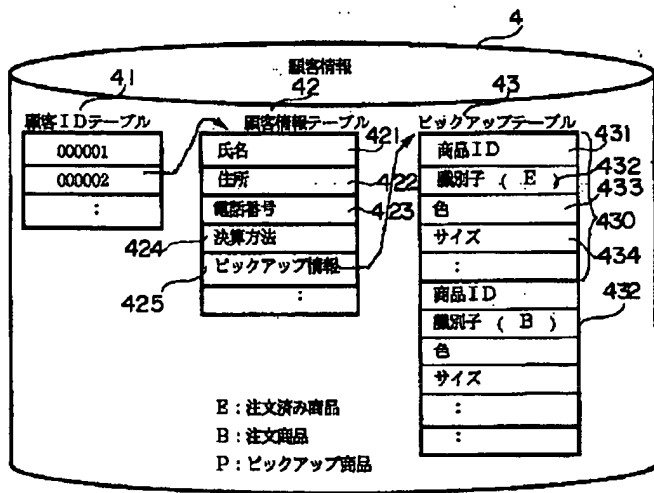 4
顧客情報
41
42
43
顧客IDテーブル
顧客情報テーブル
ピックアップテーブル
000001
000002
:
氏名
421
住所
422
電話番号
423
424
決算方法
425
ピックアップ情報
:
商品ID
431
識別子 ( E )
432
色
433
430
サイズ
434
:
商品ID
識別子 ( B )
432
色
サイズ
:
:
E:注文済み商品
B:注文商品
P:ピックアップ商品